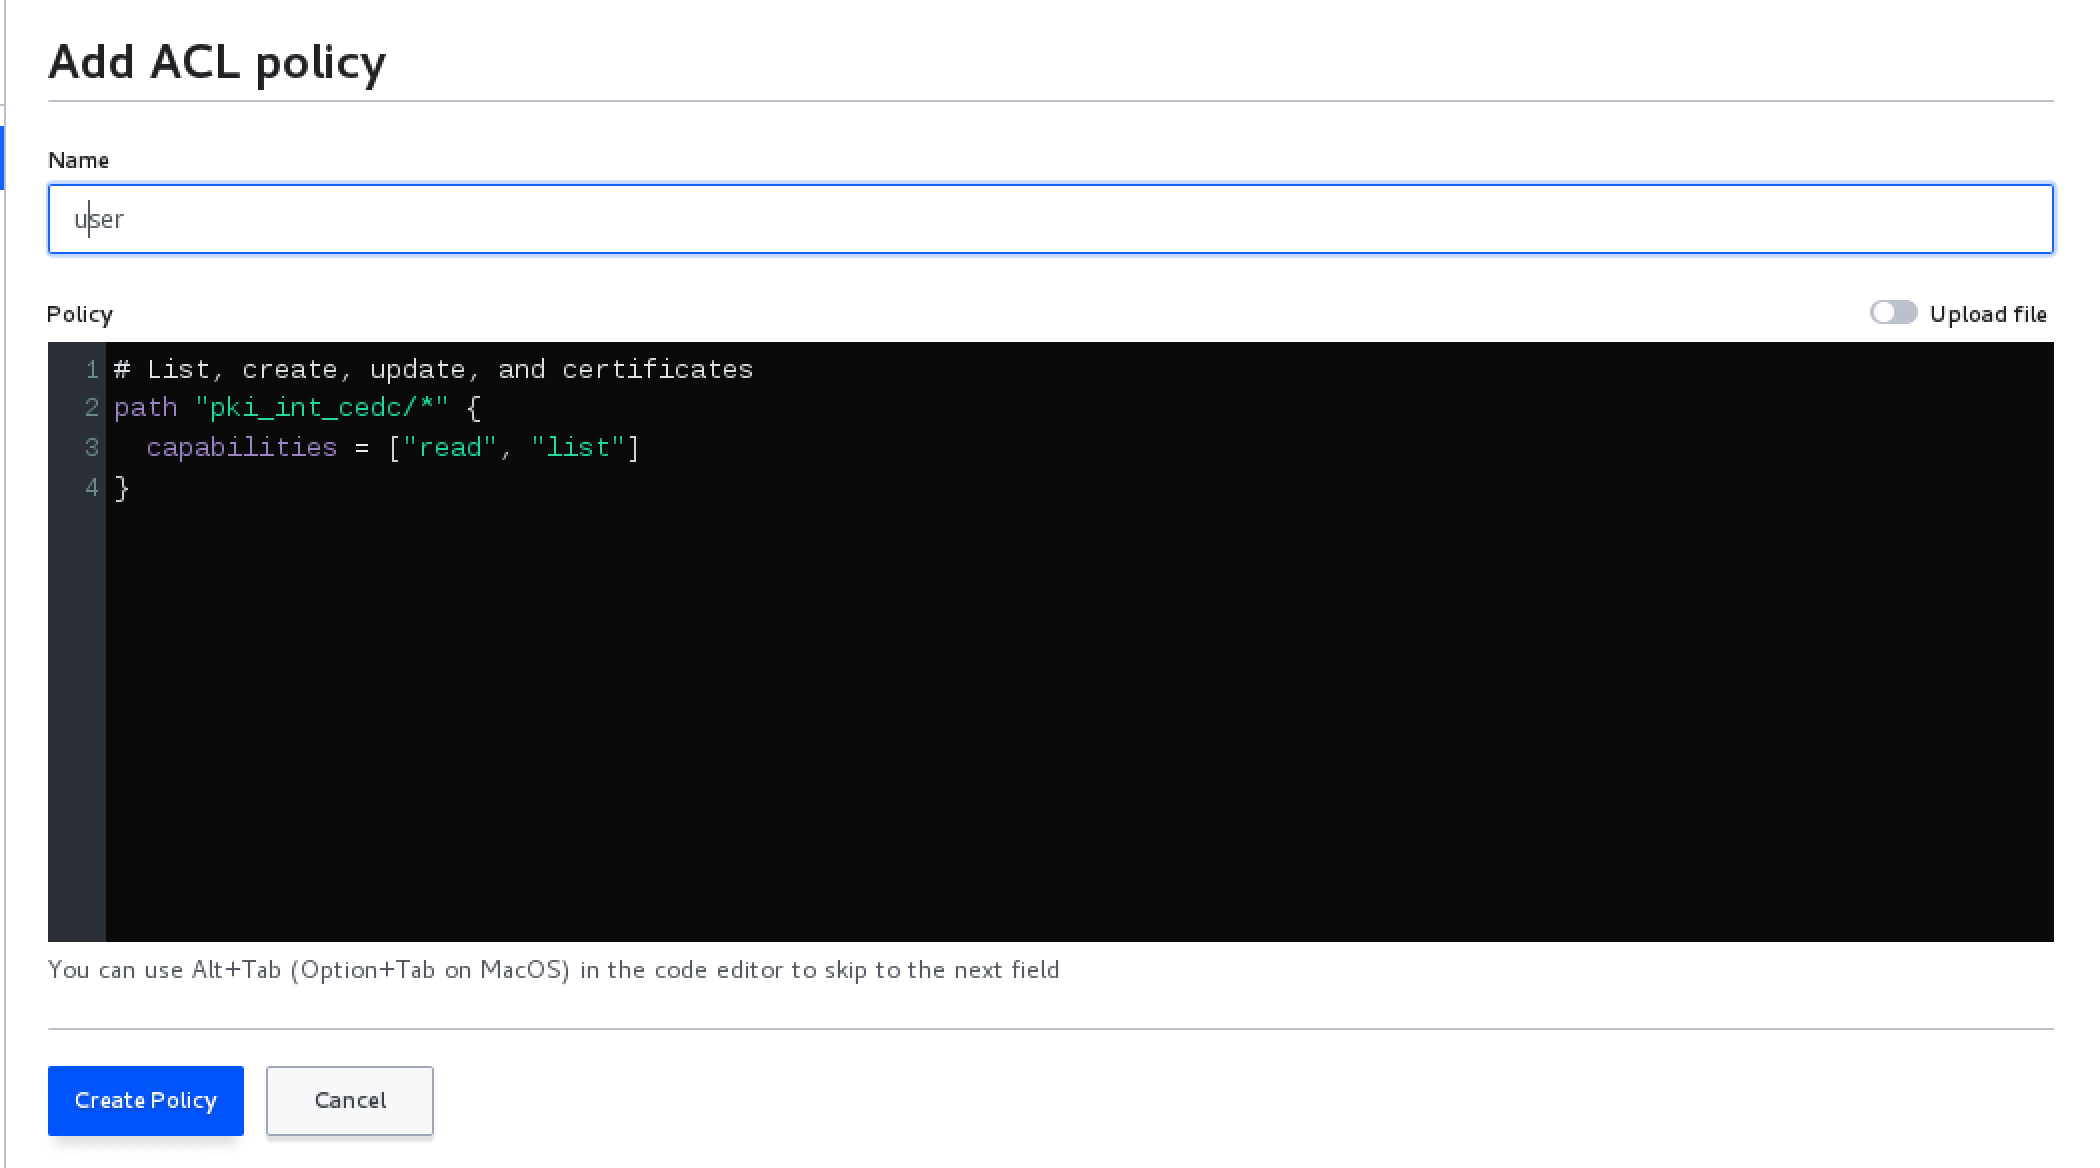 Add ACL policy
Name
user
Policy
Upload file
1 # List, create, update, and certificates
2 path "pki_int_cedc/*" {
3   capabilities = ["read", "list"]
4 }
You can use Alt+Tab (Option+Tab on MacOS) in the code editor to skip to the next field
Create Policy
Cancel